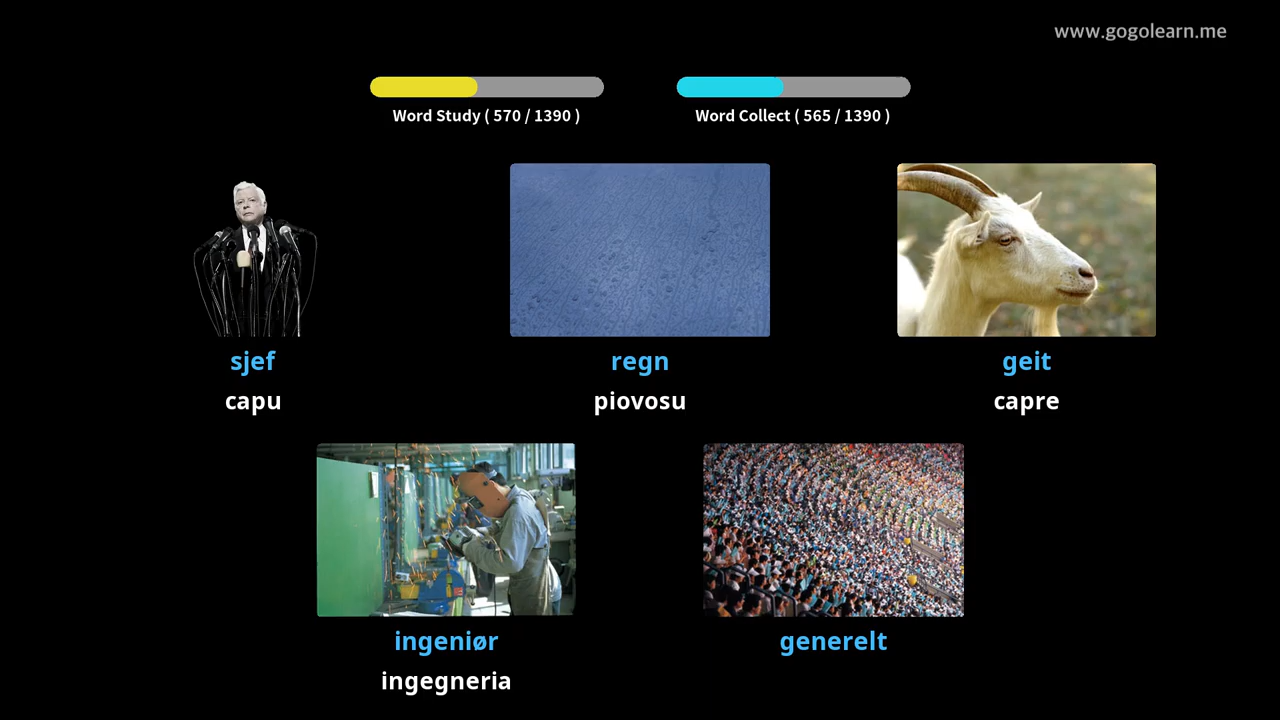 www.gogolearn.me
Word Study ( 570 / 1390 )
Word Collect ( 565 / 1390 )
sjef
capu
regn
piovosu
geit
capre
ingeniør
ingegneria
generelt